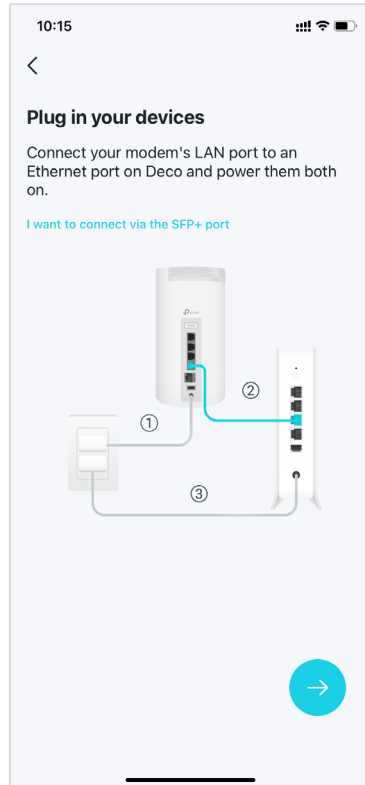 10:15
Plug in your devices
Connect your modem's LAN port to an
Ethernet port on Deco and power them both
on.
I want to connect via the SFP+ port
①
②
③